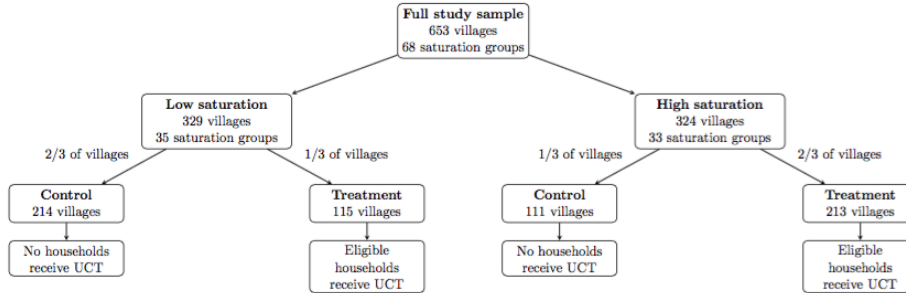 Full study sample
653 villages
68 saturation groups
Low saturation
329 villages
35 saturation groups
High saturation
324 villages
33 saturation groups
2/3 of villages
1/3 of villages
1/3 of villages
2/3 of villages
Control
214 villages
Treatment
115 villages
Control
111 villages
Treatment
213 villages
No households
receive UCT
Eligible
households
receive UCT
No households
receive UCT
Eligible
households
receive UCT